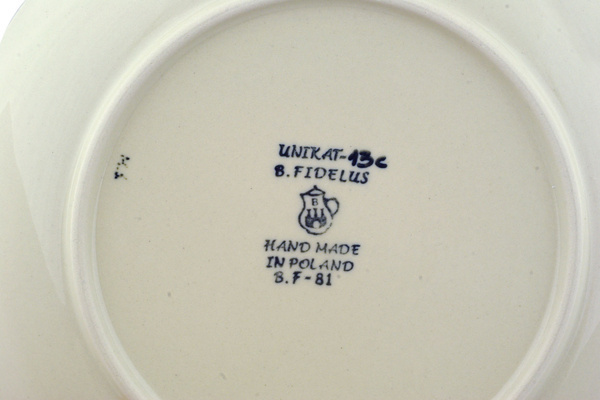 UNIKAT-13c
B. FIDELUS
B
HAND MADE
IN POLAND
B.F-81